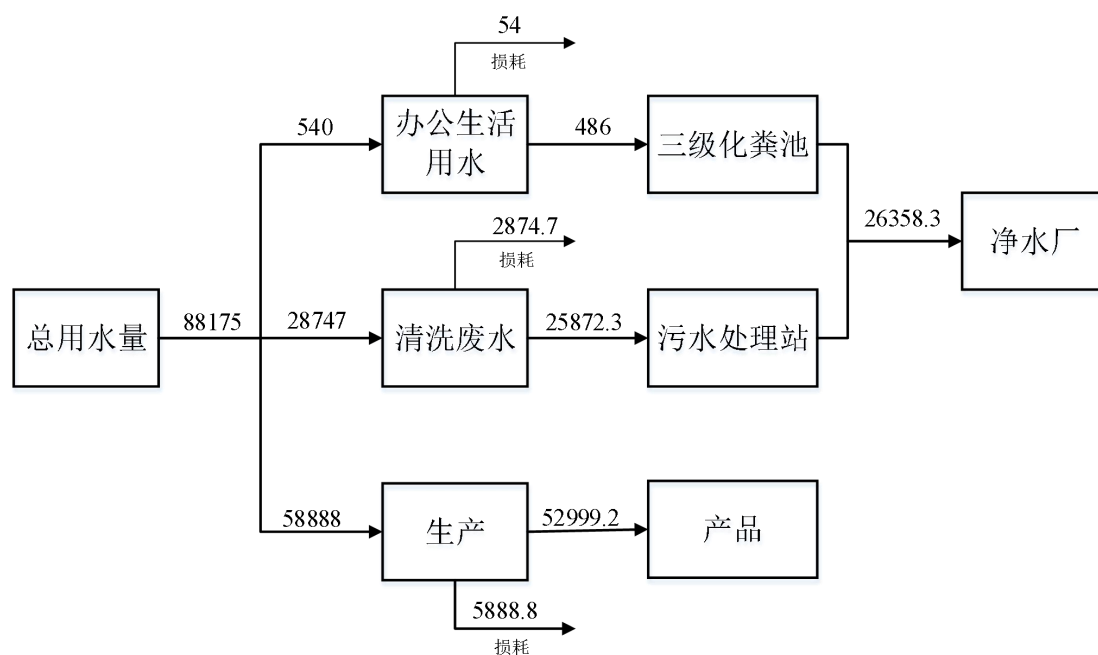 54
损耗
540
办公生活
用水
486
三级化粪池
2874.7
损耗
26358.3
净水厂
总用水量
88175
28747
清洗废水
25872.3
污水处理站
58888
生产
52999.2
产品
5888.8
损耗